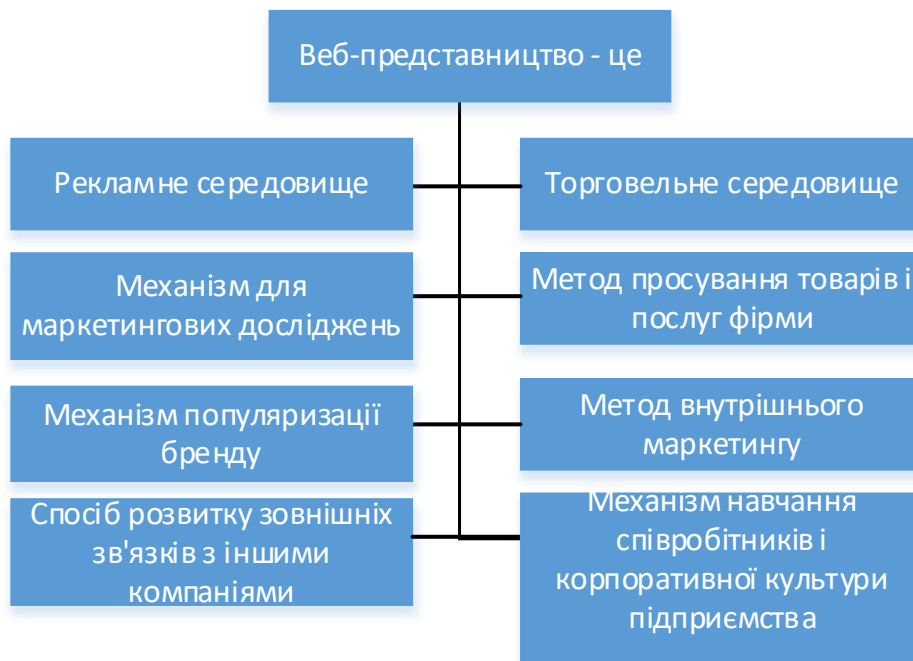 Веб-представництво - це
Рекламне середовище
Торговельне середовище
Механізм для
маркетингових досліджень
Метод просування товарів і
послуг фірми
Механізм популяризації
бренду
Метод внутрішнього
маркетингу
Спосіб розвитку зовнішніх
зв'язків з іншими
компаніями
Механізм навчання
співробітників і
корпоративної культури
підприємства